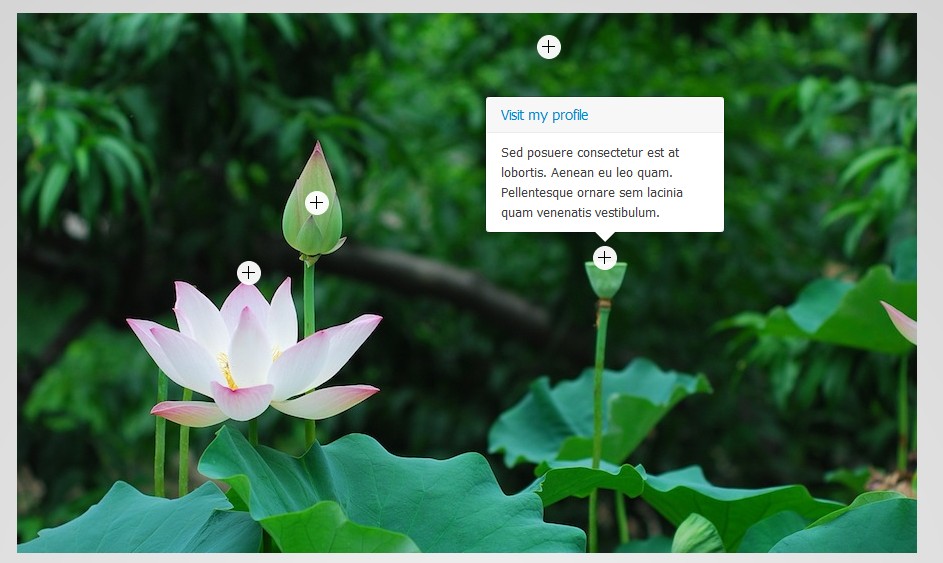 Visit my profile
Sed posuere consectetur est at
lobortis. Aenean eu leo quam.
Pellentesque ornare sem lacinia
quam venenatis vestibulum.